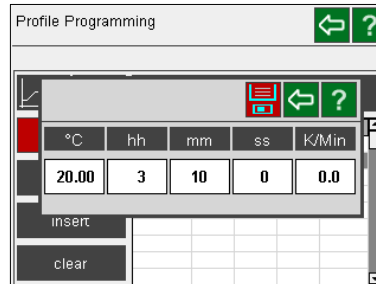 Profile Programming
?
?
°C hh mm ss K/Min
20.00 3 10 0 0.0
insert
clear